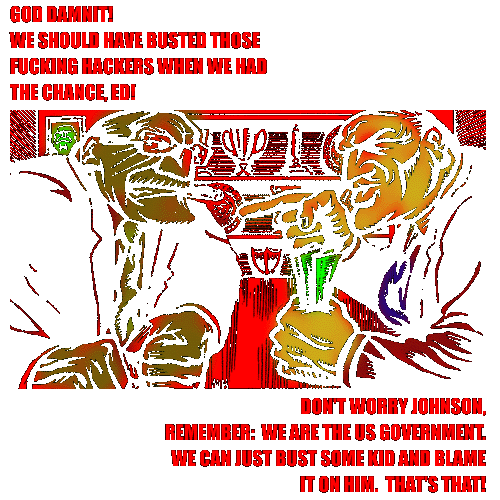 GOD DAMNIT!
WE SHOULD HAVE BUSTED THOSE
FUCKING HACKERS WHEN WE HAD
THE CHANCE, ED!
DON'T WORRY JOHNSON,
REMEMBER: WE ARE THE US GOVERNMENT.
WE CAN JUST BUST SOME KID AND BLAME
IT ON HIM. THAT'S THAT!